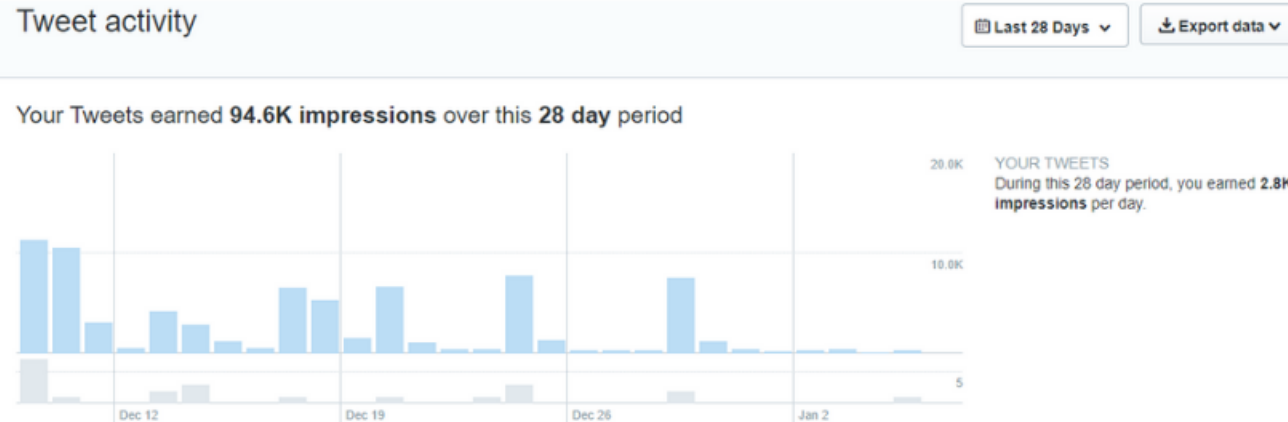 Tweet activity
Last 28 Days
Export data
Your Tweets earned 94.6K impressions over this 28 day period
20.0K
YOUR TWEETS
During this 28 day period, you earned 2.8K
impressions per day.
10.0K
5
Dec 12
Dec 19
Dec 26
Jan 2